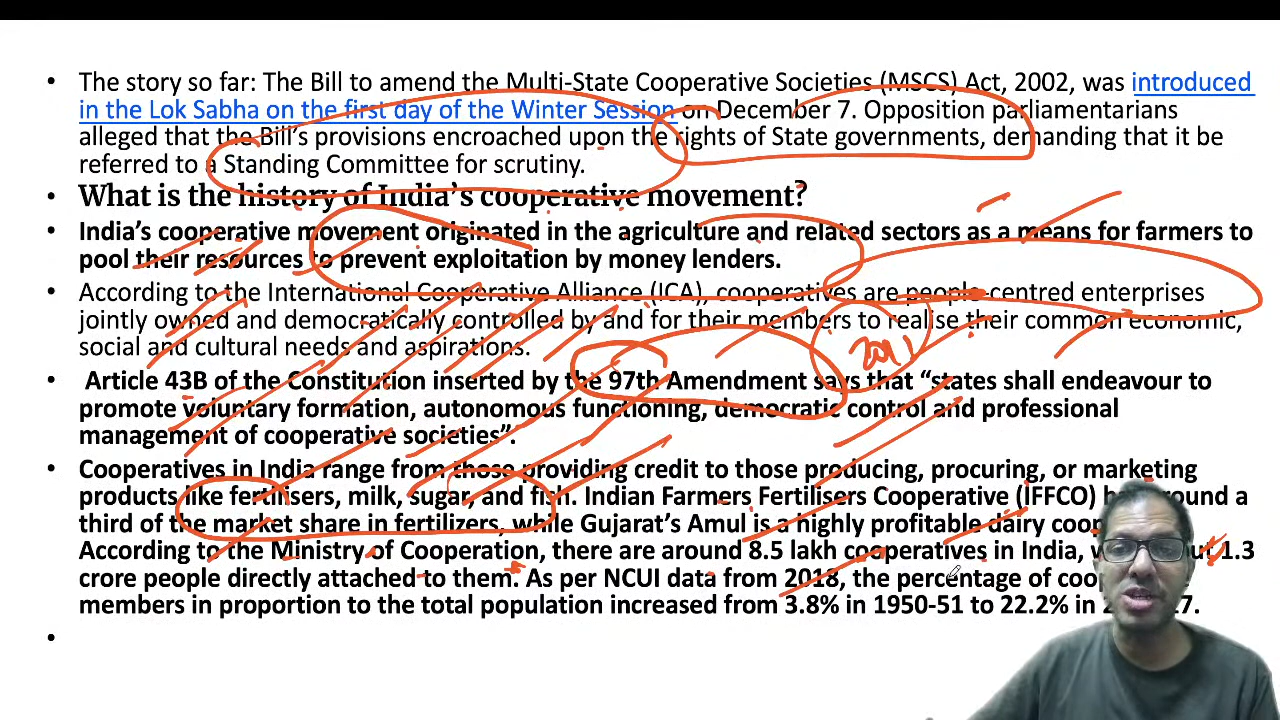 • The story so far: The Bill to amend the Multi-State Cooperative Societies (MSCS) Act, 2002, was introduced
in the Lok Sabha on the first day of the Winter Session on December 7. Opposition parliamentarians
alleged that the Bill's provisions encroached upon the rights of State governments, demanding that it be
referred to a Standing Committee for scrutiny.
• What is the history of India's cooperative movement?
• India's cooperative movement originated in the agriculture and related sectors as a means for farmers to
pool their resources to prevent exploitation by money lenders.
• According to the International Cooperative Alliance (ICA), cooperatives are people-centred enterprises
jointly owned and democratically controlled by and for their members to realise their common economic,
social and cultural needs and aspirations.
2011
• Article 43B of the Constitution inserted by the 97th Amendment says that “states shall endeavour to
promote voluntary formation, autonomous functioning, democratic control and professional
management of cooperative societies”.
• Cooperatives in India range from those providing credit to those producing, procuring, or marketing
products like fertilisers, milk, sugar, and fish. Indian Farmers Fertilisers Cooperative (IFFCO) around a
third of the market share in fertilizers, while Gujarat's Amul is a highly profitable dairy
According to the Ministry of Cooperation, there are around 8.5 lakh cooperatives in India, 1.3
crore people directly attached to them. As per NCUI data from 2018, the percentage of
members in proportion to the total population increased from 3.8% in 1950-51 to 22.2% in
•